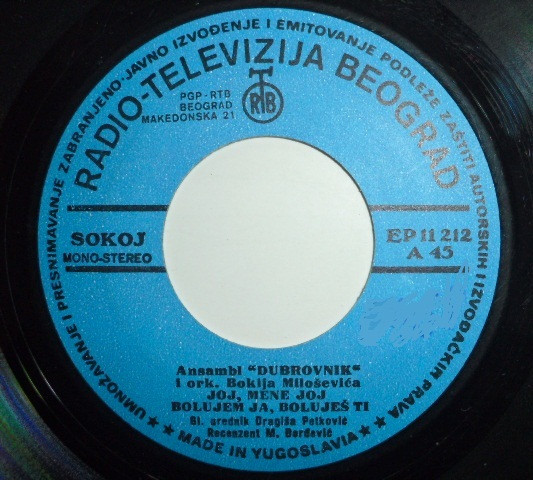 UMNOŽAVANJE I PRESNIMAVANJE ZABRANJENO-JAVNO IZVOĐENJE I EMITOVANJE PODLEŽE ZAŠTITI AUTORSKIH I IZVOĐAČKIH PRAVA
RADIO-TELEVIZIJA BEOGRAD
PGP-RTB
BEOGRAD
MAKEDONSKA 21
RTB
SOKOJ
MONO-STEREO
EP 11 212
A 45
Ansambl "DUBROVNIK"
i ork. Bokija Miloševića
JOJ, MENE JOJ
BOLUJEM JA, BOLUJEŠ TI
Gl. urednik Dragiša Petković
Recenzent M. Đorđević
★★★ MADE IN YUGOSLAVIA ★★★